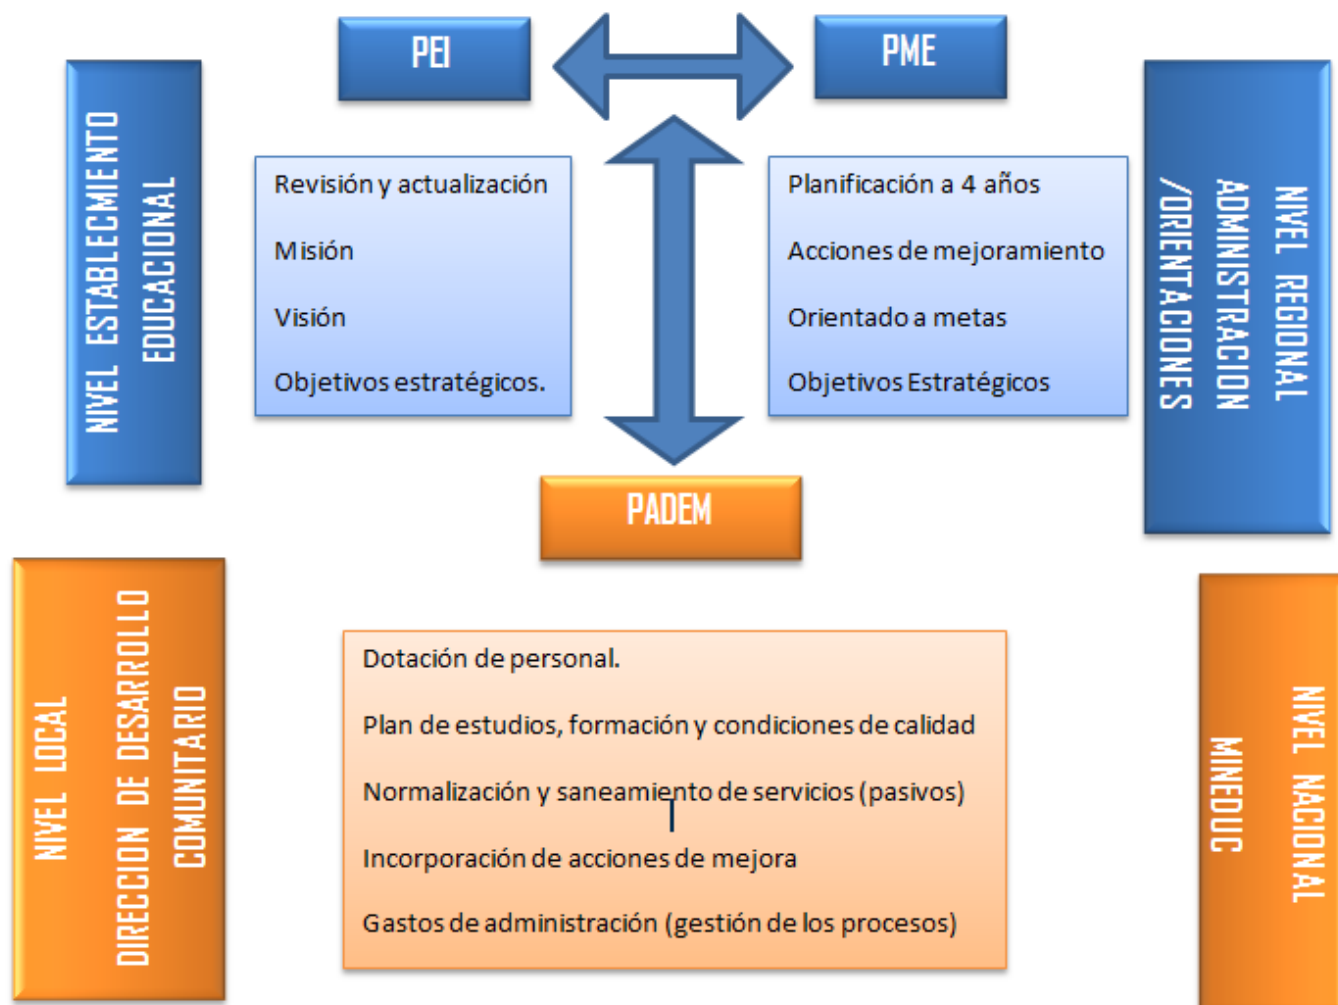 PEI
PME
NIVEL ESTABLECMIENTO
EDUCACIONAL
Revisión y actualización
Misión
Visión
Objetivos estratégicos.
Planificación a 4 años
Acciones de mejoramiento
Orientado a metas
Objetivos Estratégicos
NIVEL REGIONAL
ADMINISTRACION
/ORIENTACIONES
PADEM
NIVEL LOCAL
DIRECCION DE DESARROLLO
COMUNITARIO
Dotación de personal.
Plan de estudios, formación y condiciones de calidad
Normalización y saneamiento de servicios (pasivos)
Incorporación de acciones de mejora
Gastos de administración (gestión de los procesos)
NIVEL NACIONAL
MINEDUC